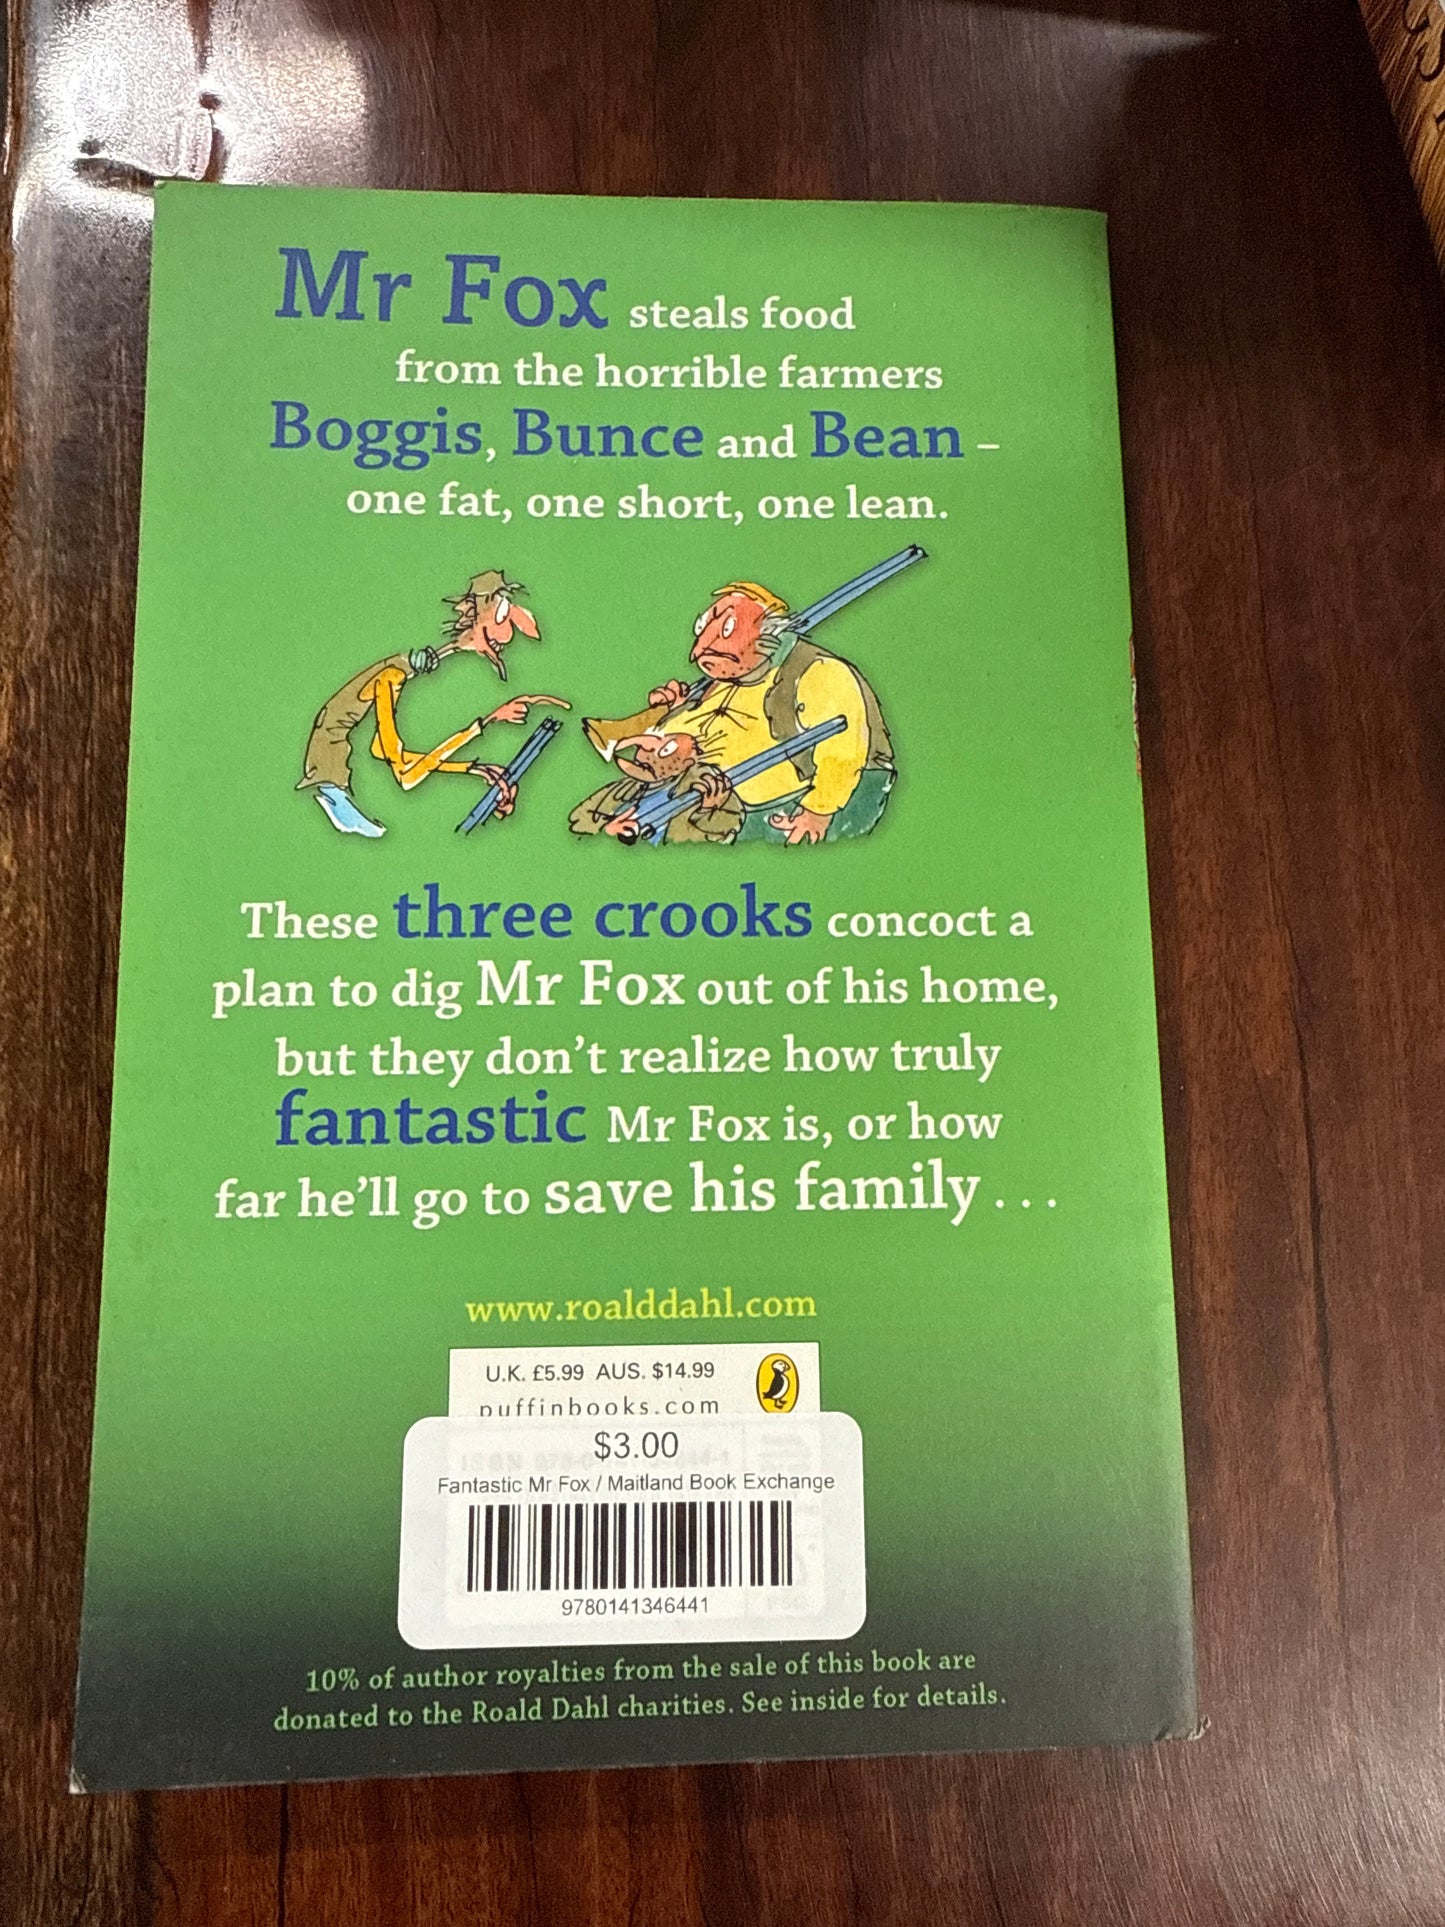 Mr Fox steals food
from the horrible farmers
Boggis, Bunce and Bean –
one fat, one short, one lean.
These three crooks concoct a
plan to dig Mr Fox out of his home,
but they don't realize how truly
fantastic Mr Fox is, or how
far he'll go to save his family . . .
www.roalddahl.com
U.K. £5.99 AUS. $14.99
puffinbooks.com
$3.00
Fantastic Mr Fox / Maitland Book Exchange
9780141346441
10% of author royalties from the sale of this book are
donated to the Roald Dahl charities. See inside for details.